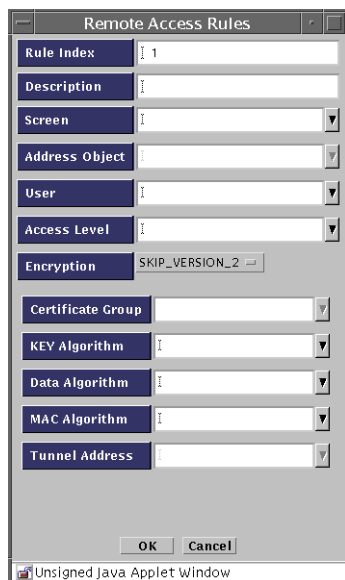 Remote Access Rules
Rule Index 1
Description
Screen
Address Object
User
Access Level
Encryption SKIP_VERSION_2
Certificate Group
KEY Algorithm
Data Algorithm
MAC Algorithm
Tunnel Address
OK Cancel
Unsigned Java Applet Window